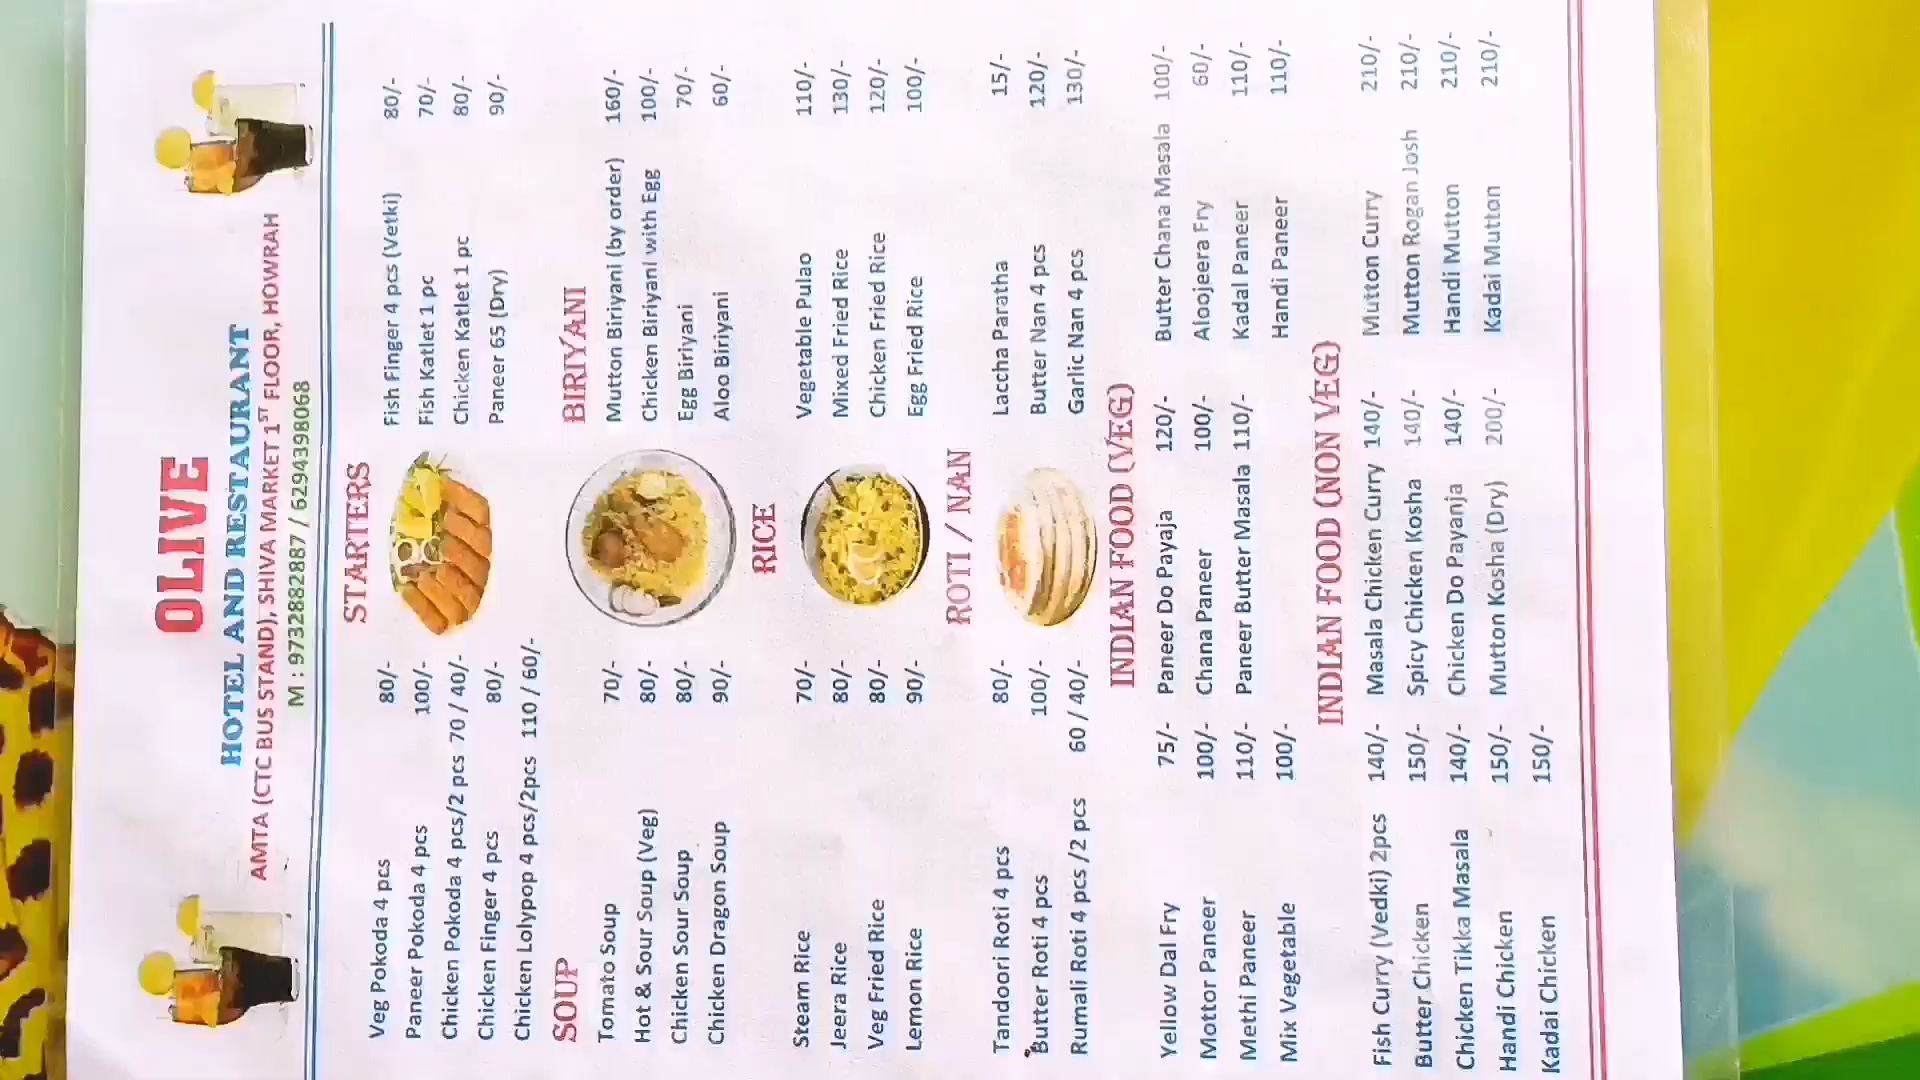 OLIVE
HOTEL AND RESTAURANT
AMTA (CTC BUS STAND), SHIVA MARKET 1ST FLOOR, HOWRAH
M : 9732882887 / 6294398068
STARTERS
Veg Pokoda 4 pcs 80/- Fish Finger 4 pcs (Vetki) 80/-
Paneer Pokoda 4 pcs 100/- Fish Katlet 1 pc 70/-
Chicken Pokoda 4 pcs/2 pcs 70 / 40/- Chicken Katlet 1 pc 80/-
Chicken Finger 4 pcs 80/- Paneer 65 (Dry) 90/-
Chicken Lolypop 4 pcs/2pcs 110 / 60/-
SOUP BIRIYANI
Tomato Soup 70/- Mutton Biriyani (by order) 160/-
Hot & Sour Soup (Veg) 80/- Chicken Biriyani with Egg 100/-
Chicken Sour Soup 80/- Egg Biriyani 70/-
Chicken Dragon Soup 90/- Aloo Biriyani 60/-
RICE
Steam Rice 70/- Vegetable Pulao 110/-
Jeera Rice 80/- Mixed Fried Rice 130/-
Veg Fried Rice 80/- Chicken Fried Rice 120/-
Lemon Rice 90/- Egg Fried Rice 100/-
ROTI / NAN
Tandoori Roti 4 pcs 80/- Laccha Paratha 15/-
Butter Roti 4 pcs 100/- Butter Nan 4 pcs 120/-
Rumali Roti 4 pcs /2 pcs 60 / 40/- Garlic Nan 4 pcs 130/-
INDIAN FOOD (VEG)
Yellow Dal Fry 75/- Paneer Do Payaja 120/- Butter Chana Masala 100/-
Mottor Paneer 100/- Chana Paneer 100/- Aloojeera Fry 60/-
Methi Paneer 110/- Paneer Butter Masala 110/- Kadal Paneer 110/-
Mix Vegetable 100/- Handi Paneer 110/-
INDIAN FOOD (NON VEG)
Fish Curry (Vedki) 2pcs 140/- Masala Chicken Curry 140/- Mutton Curry 210/-
Butter Chicken 150/- Spicy Chicken Kosha 140/- Mutton Rogan Josh 210/-
Chicken Tikka Masala 140/- Chicken Do Payanja 140/- Handi Mutton 210/-
Handi Chicken 150/- Mutton Kosha (Dry) 200/- Kadai Mutton 210/-
Kadai Chicken 150/-